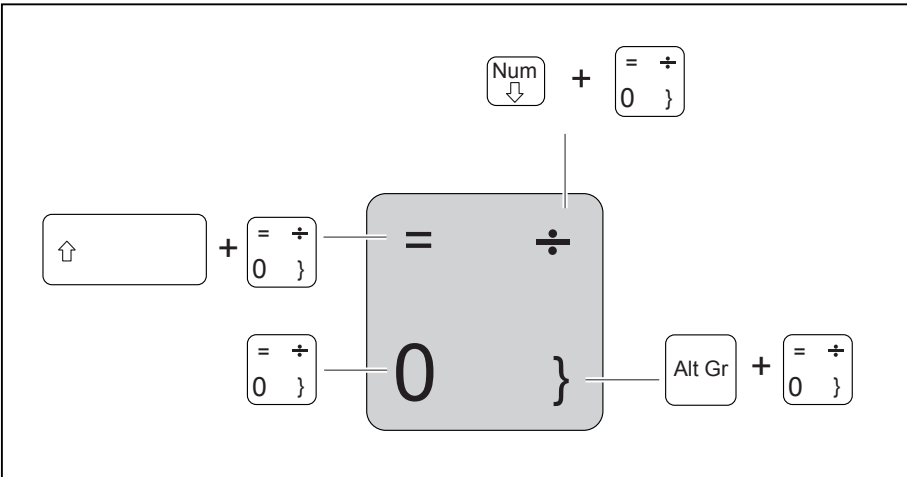 Num + = ÷
0 }
+ = ÷
0 }
= ÷
0 }
= ÷
0 }
Alt Gr + = ÷
0 }